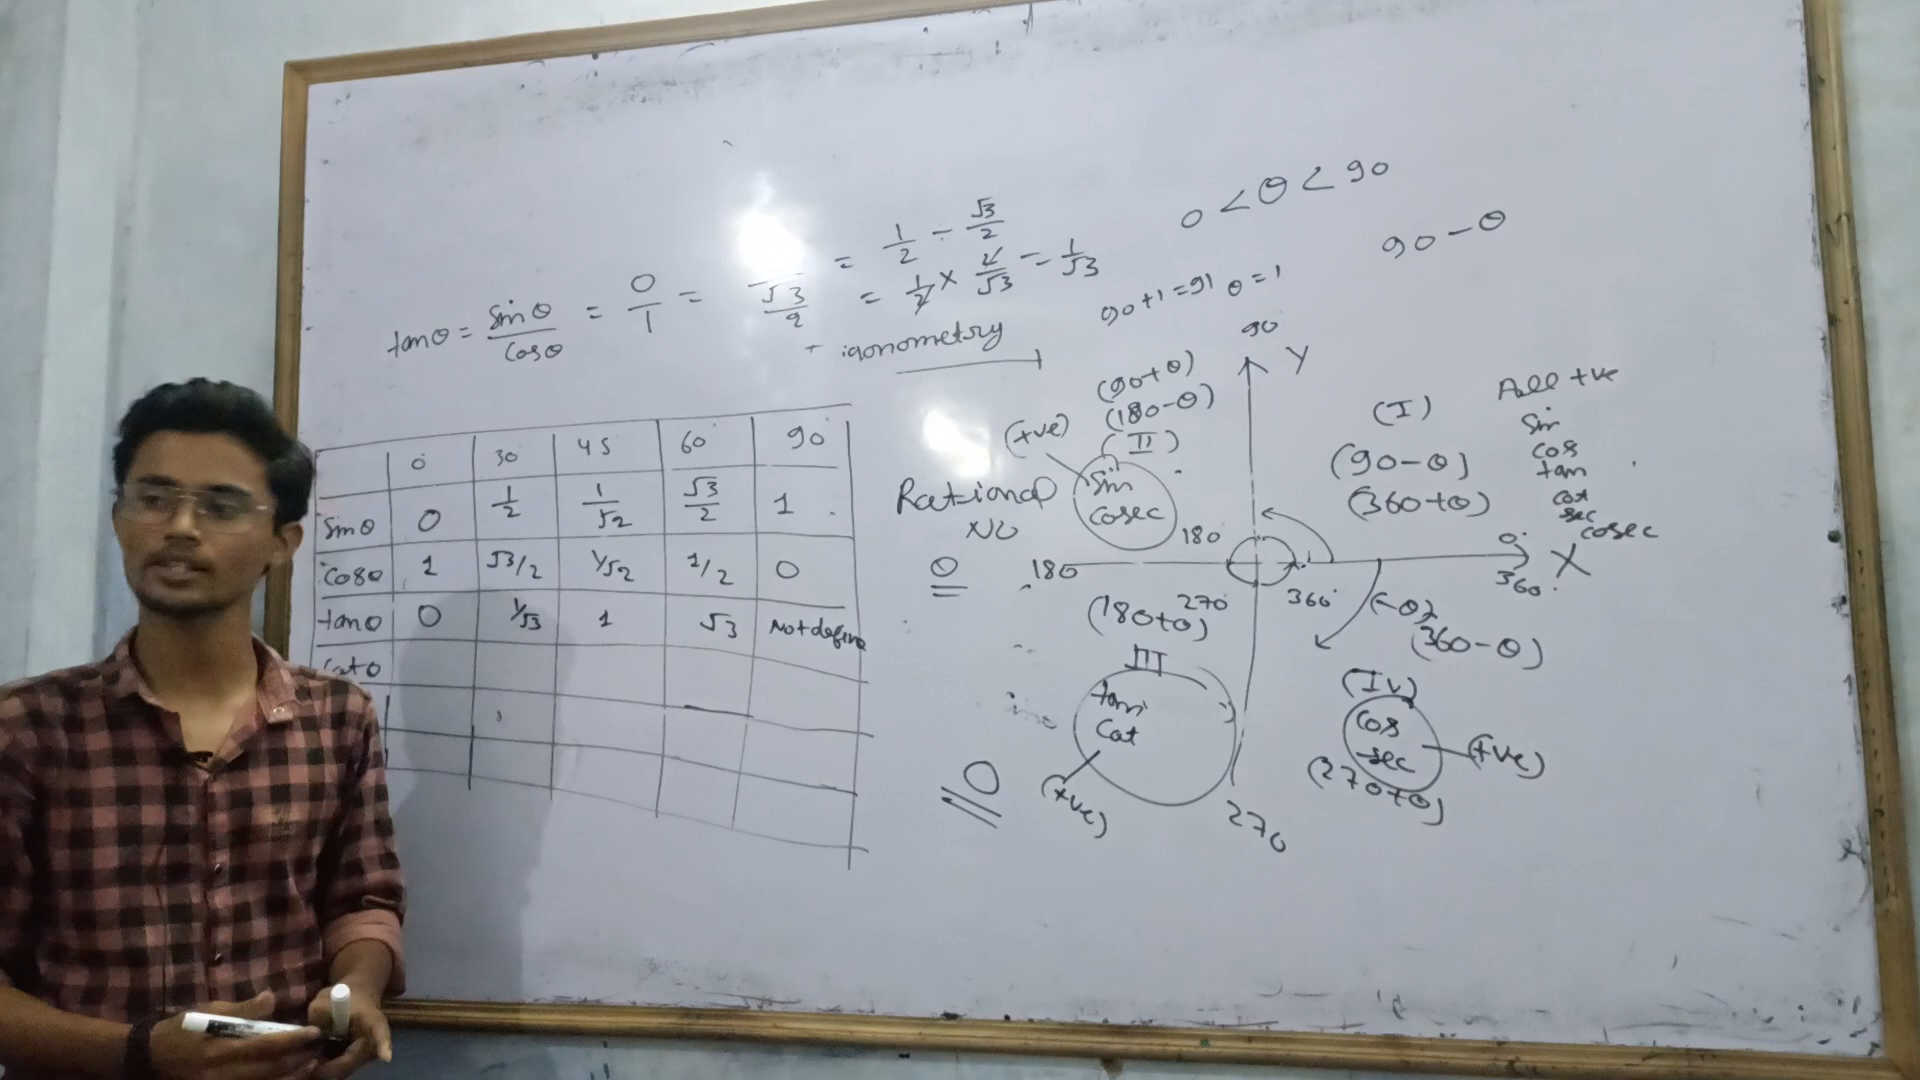 0 < θ < 90
90 - θ
= 1/2 ÷ √3/2
tanθ = sinθ/cosθ = 0/1 = /√3/2 = 1/2 × 2/√3 = 1/√3
90+1=91 θ=1
igonometry
0 30 45 60 90
sinθ 0 1/2 1/√2 √3/2 1
cosθ 1 √3/2 1/√2 1/2 0
tanθ 0 1/√3 1 √3 Not define
Cotθ
90
Y
(90+θ)
(180-θ)
(II)
(+ve)
sin
cosec
Rational
NO
θ
180
180
(I)
(90-θ)
(360+θ)
All +ve
sin
cos
tan
cot
sec
cosec
0
X
360
360
270
(180+θ)
III
tan
Cot
(+ve)
0
270
(-θ)
(360-θ)
(IV)
Cos
sec
(+ve)
(270+θ)